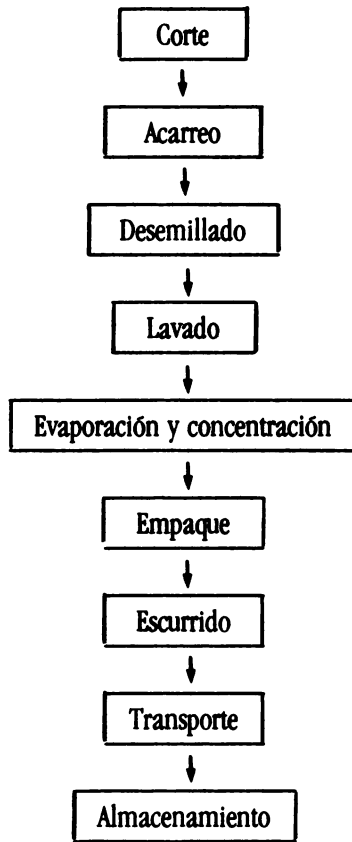 Corte
Acarreo
Desemillado
Lavado
Evaporación y concentración
Empaque
Escurrido
Transporte
Almacenamiento